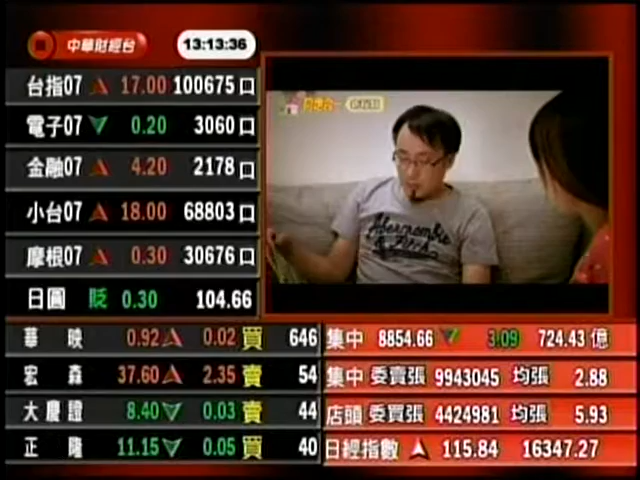 中華財經台 13:13:36
台指07 17.00 100675口
電子07 0.20 3060口
金融07 4.20 2178口
小台07 18.00 68803口
摩根07 0.30 30676口
日圓 貶 0.30 104.66
華映 0.92 0.02 買 646
宏森 37.60 2.35 賣 54
大慶證 8.40 0.03 賣 44
正隆 11.15 0.05 買 40
Abercrombie
& Fitch
集中 8854.66 3.09 724.43 億
集中 委賣張 9943045 均張 2.88
店頭 委買張 4424981 均張 5.93
日經指數 115.84 16347.27